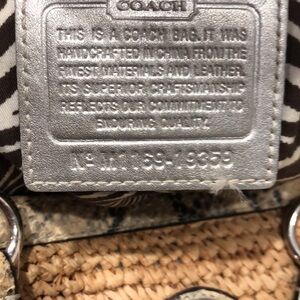 COACH
THIS IS A COACH BAG. IT WAS
HANDCRAFTED IN CHINA FROM THE
FINEST MATERIALS AND LEATHER.
ITS SUPERIOR CRAFTSMANSHIP
REFLECTS OUR COMMITMENT TO
ENDURING QUALITY.
Nº M1169-19359